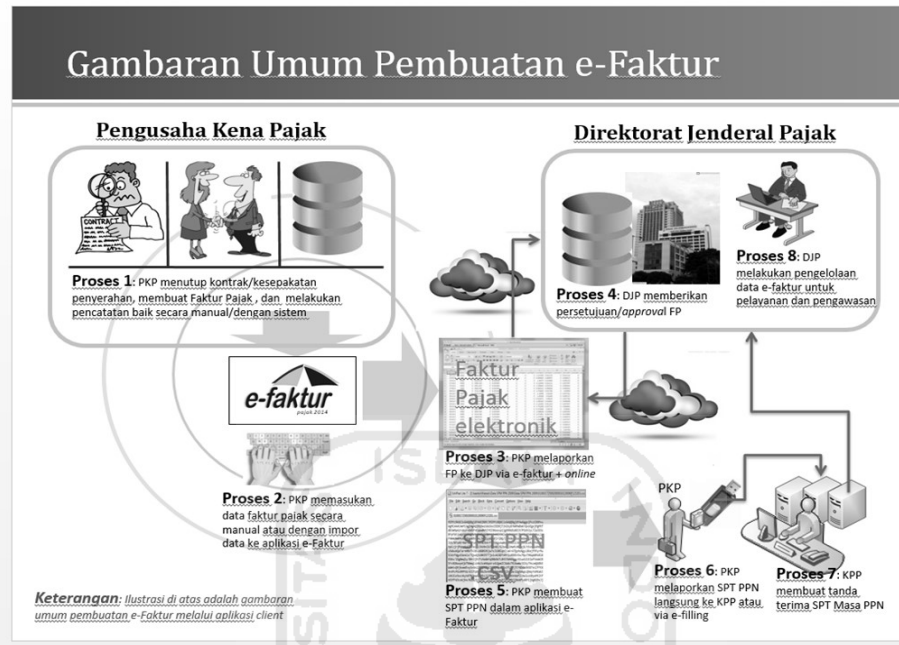 Gambaran Umum Pembuatan e-Faktur
Pengusaha Kena Pajak
CONTRACT
Proses 1: PKP menutup kontrak/kesepakatan
penyerahan, membuat Faktur Pajak , dan melakukan
pencatatan baik secara manual/dengan sistem
e-faktur
pajak 2014
Proses 2: PKP memasukan
data faktur pajak secara
manual atau dengan impor
data ke aplikasi e-Faktur
Faktur
Pajak
elektronik
Proses 3: PKP melaporkan
FP ke DJP via e-faktur + online
Direktorat Jenderal Pajak
Proses 4: DJP memberikan
persetujuan/approval FP
SPT PPN
.CSV
Proses 5: PKP membuat
SPT PPN dalam aplikasi e-
Faktur
PKP
Proses 6: PKP
melaporkan SPT PPN
langsung ke KPP atau
via e-filling
Proses 7: KPP
membuat tanda
terima SPT Masa PPN
Proses 8: DJP
melakukan pengelolaan
data e-faktur untuk
pelayanan dan pengawasan
Keterangan: Ilustrasi di atas adalah gambaran
umum pembuatan e-Faktur melalui aplikasi client